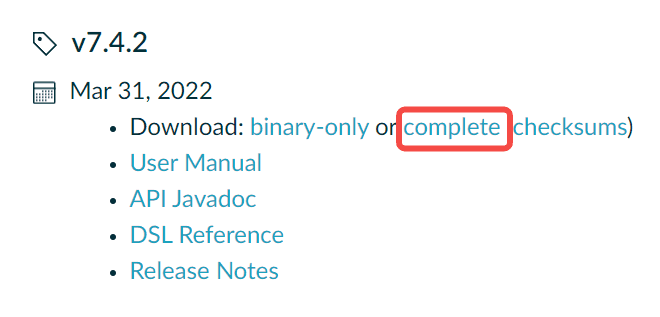 v7.4.2
Mar 31, 2022
Download: binary-only or complete checksums)
User Manual
API Javadoc
DSL Reference
Release Notes